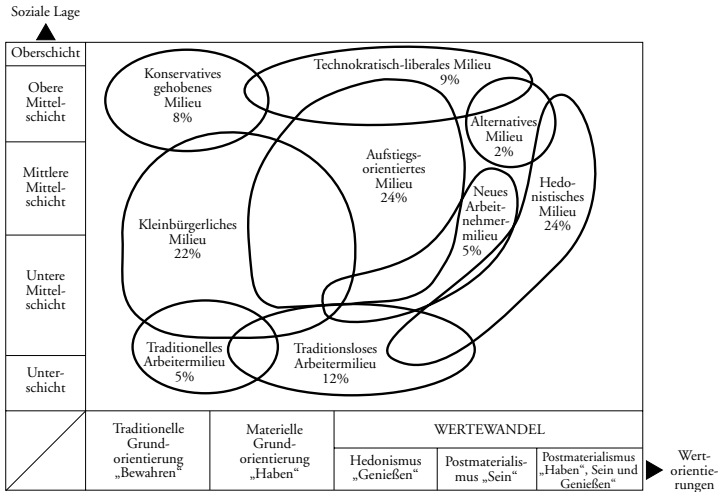 Soziale Lage
Oberschicht
Obere
Mittel-
schicht
Mittlere
Mittel-
schicht
Untere
Mittel-
schicht
Unter-
schicht
Konservatives
gehobenes
Milieu
8%
Technokratisch-liberales Milieu
9%
Alternatives
Milieu
2%
Aufstiegs-
orientiertes
Milieu
24%
Hedo-
nistisches
Milieu
24%
Neues
Arbeit-
nehmer-
milieu
5%
Kleinbürgerliches
Milieu
22%
Traditionelles
Arbeitermilieu
5%
Traditionsloses
Arbeitermilieu
12%
Traditionelle
Grund-
orientierung
„Bewahren“
Materielle
Grund-
orientierung
„Haben“
WERTEWANDEL
Hedonismus
„Genießen“
Postmaterialis-
mus „Sein“
Postmaterialismus
„Haben“, Sein und
Genießen“
Wert-
orientie-
rungen